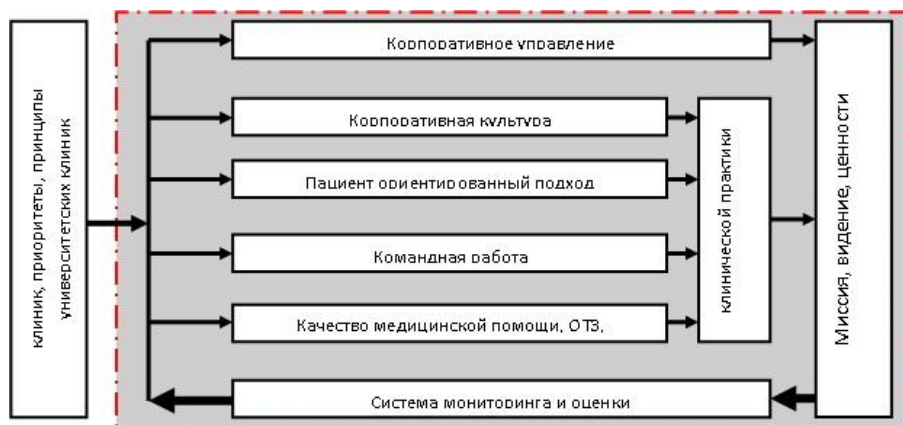 клиник, приоритеты, принципы
университетских клиник
Корпоративное управление
Корпоративная культура
Пациент ориентированный подход
Командная работа
Качество медицинской помощи, ОТЗ,
Система мониторинга и оценки
клинической практики
Миссия, видение, ценности